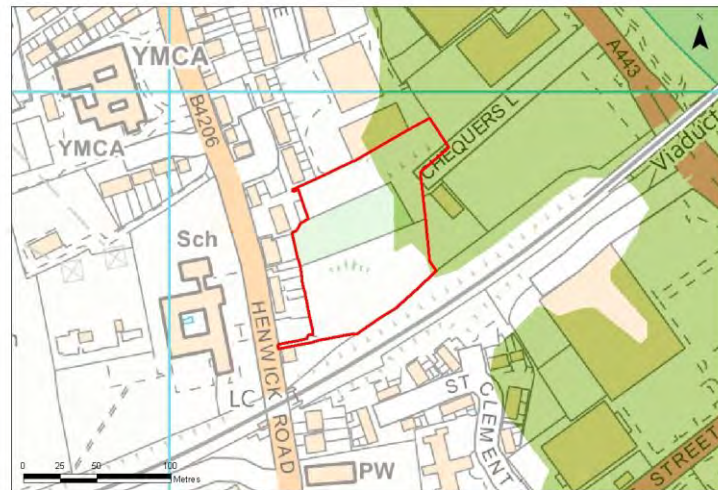 YMCA
YMCA
B4206
E
A443
Viaduct
CHEQUERS L
Sch
HENWICK ROAD
LC
ST CLEMENT
STREET
PW
0 25 50 100
Metres